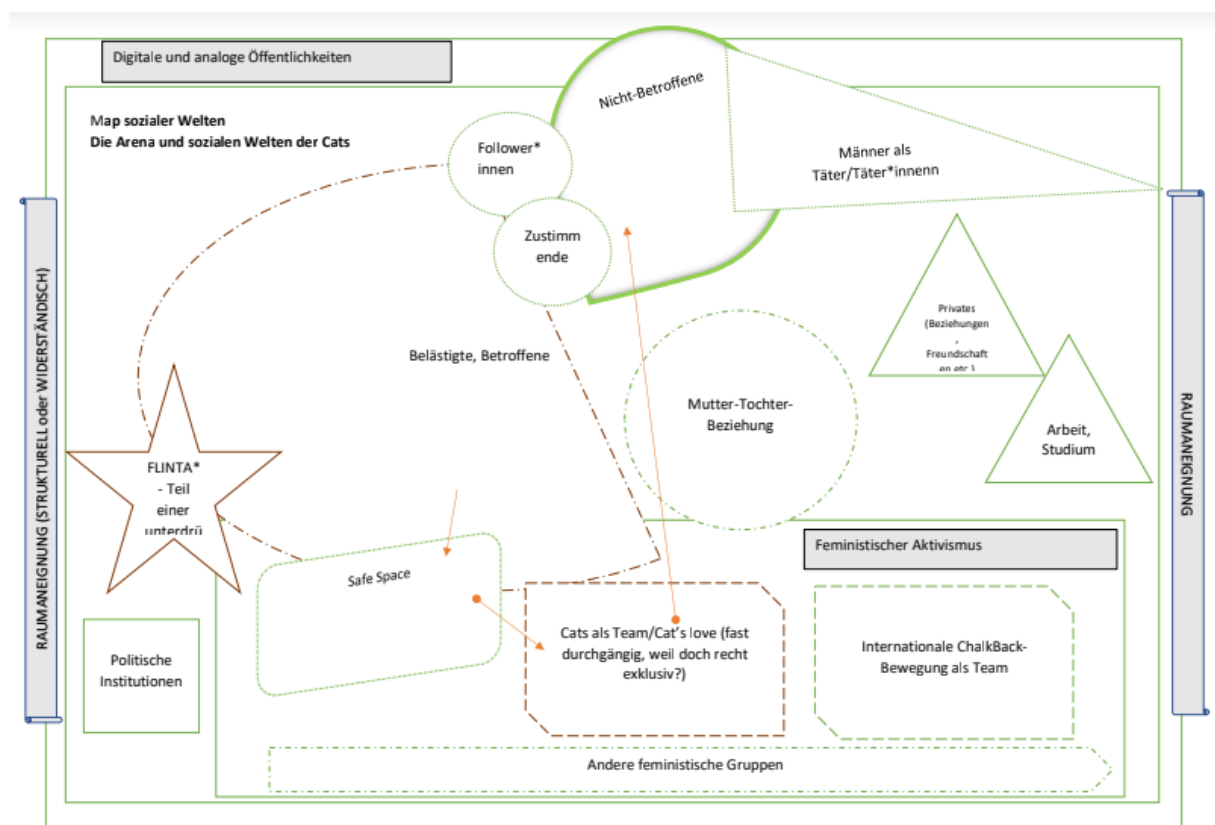 Digitale und analoge Öffentlichkeiten
Map sozialer Welten
Die Arena und sozialen Welten der Cats
Nicht-Betroffene
Follower*
innen
Männer als
Täter/Täter*innenn
Zustimm
ende
RAUMANEIGNUNG (STRUKTURELL oder WIDERSTÄNDISCH)
RAUMANEIGNUNG
Privates
(Beziehungen
,
Freundschaft
en etc.)
Belästigte, Betroffene
Mutter-Tochter-
Beziehung
Arbeit,
Studium
FLINTA*
- Teil
einer
unterdrü
Feministischer Aktivismus
Safe Space
Cats als Team/Cat's love (fast
durchgängig, weil doch recht
exklusiv?)
Internationale ChalkBack-
Bewegung als Team
Politische
Institutionen
Andere feministische Gruppen